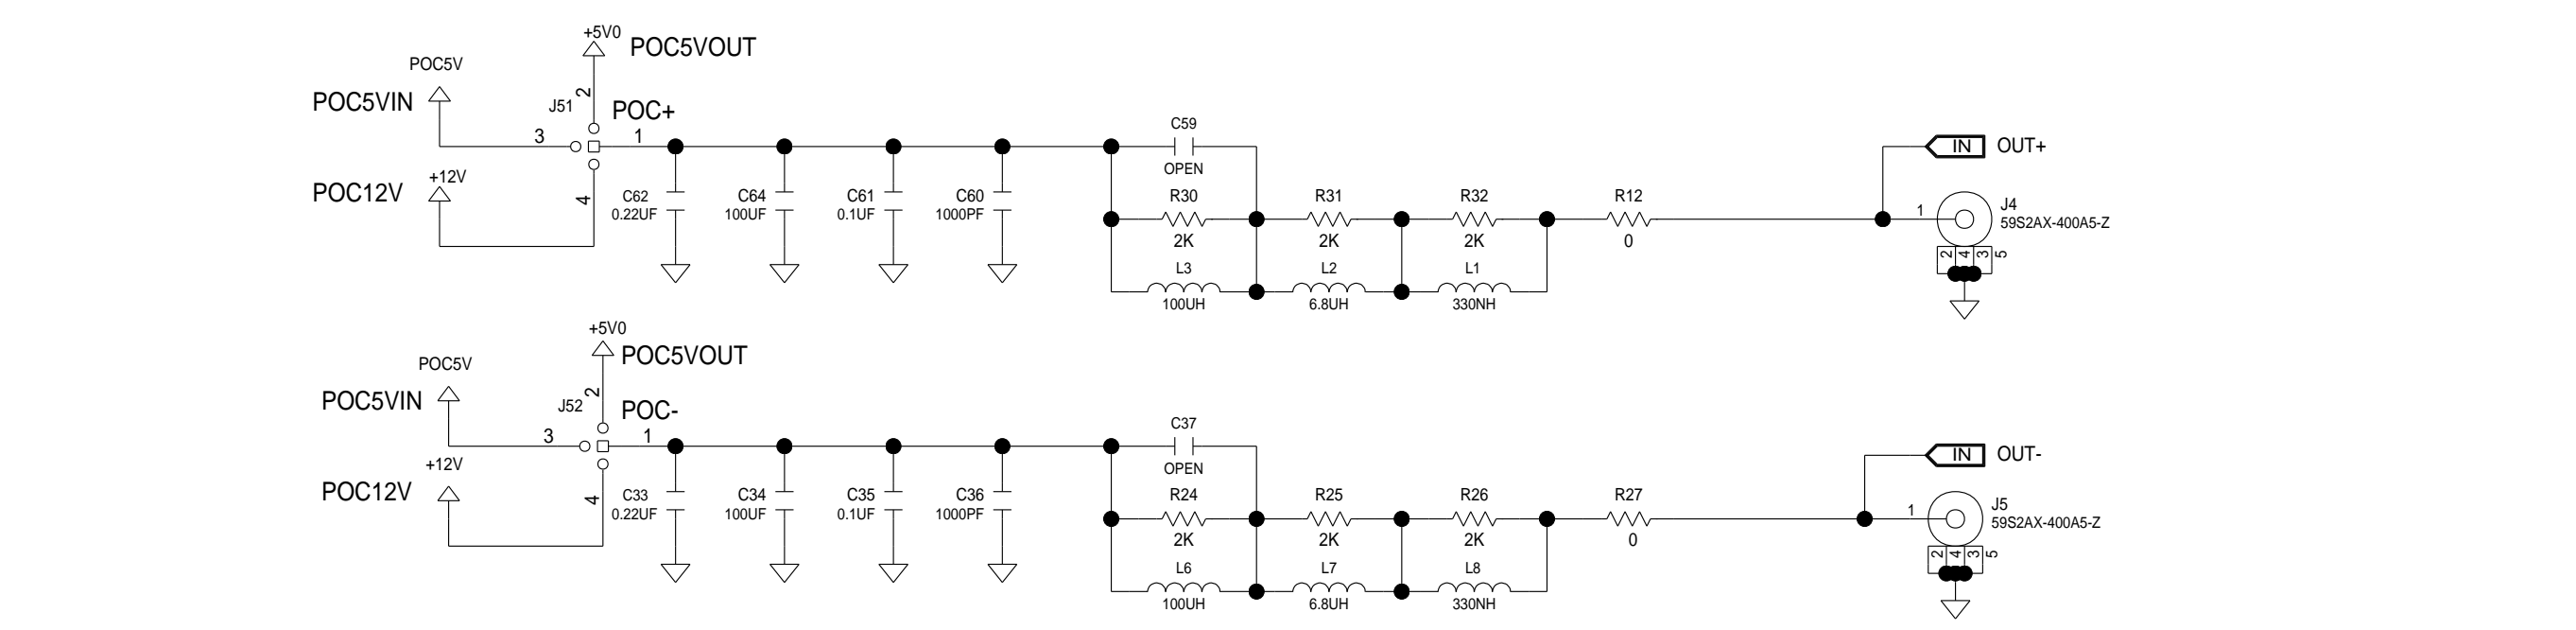 +5V0
POC5VOUT
POC5V
POC5VIN
J51
2
POC+
3
1
+12V
POC12V
4
C62
0.22UF
C64
100UF
C61
0.1UF
C60
1000PF
C59
OPEN
R30
2K
L3
100UH
R31
2K
L2
6.8UH
R32
2K
L1
330NH
R12
0
IN OUT+
1
J4
59S2AX-400A5-Z
2 4 3 5
+5V0
POC5VOUT
POC5V
POC5VIN
J52
2
POC-
3
1
+12V
POC12V
4
C33
0.22UF
C34
100UF
C35
0.1UF
C36
1000PF
C37
OPEN
R24
2K
L6
100UH
R25
2K
L7
6.8UH
R26
2K
L8
330NH
R27
0
IN OUT-
1
J5
59S2AX-400A5-Z
2 4 3 5